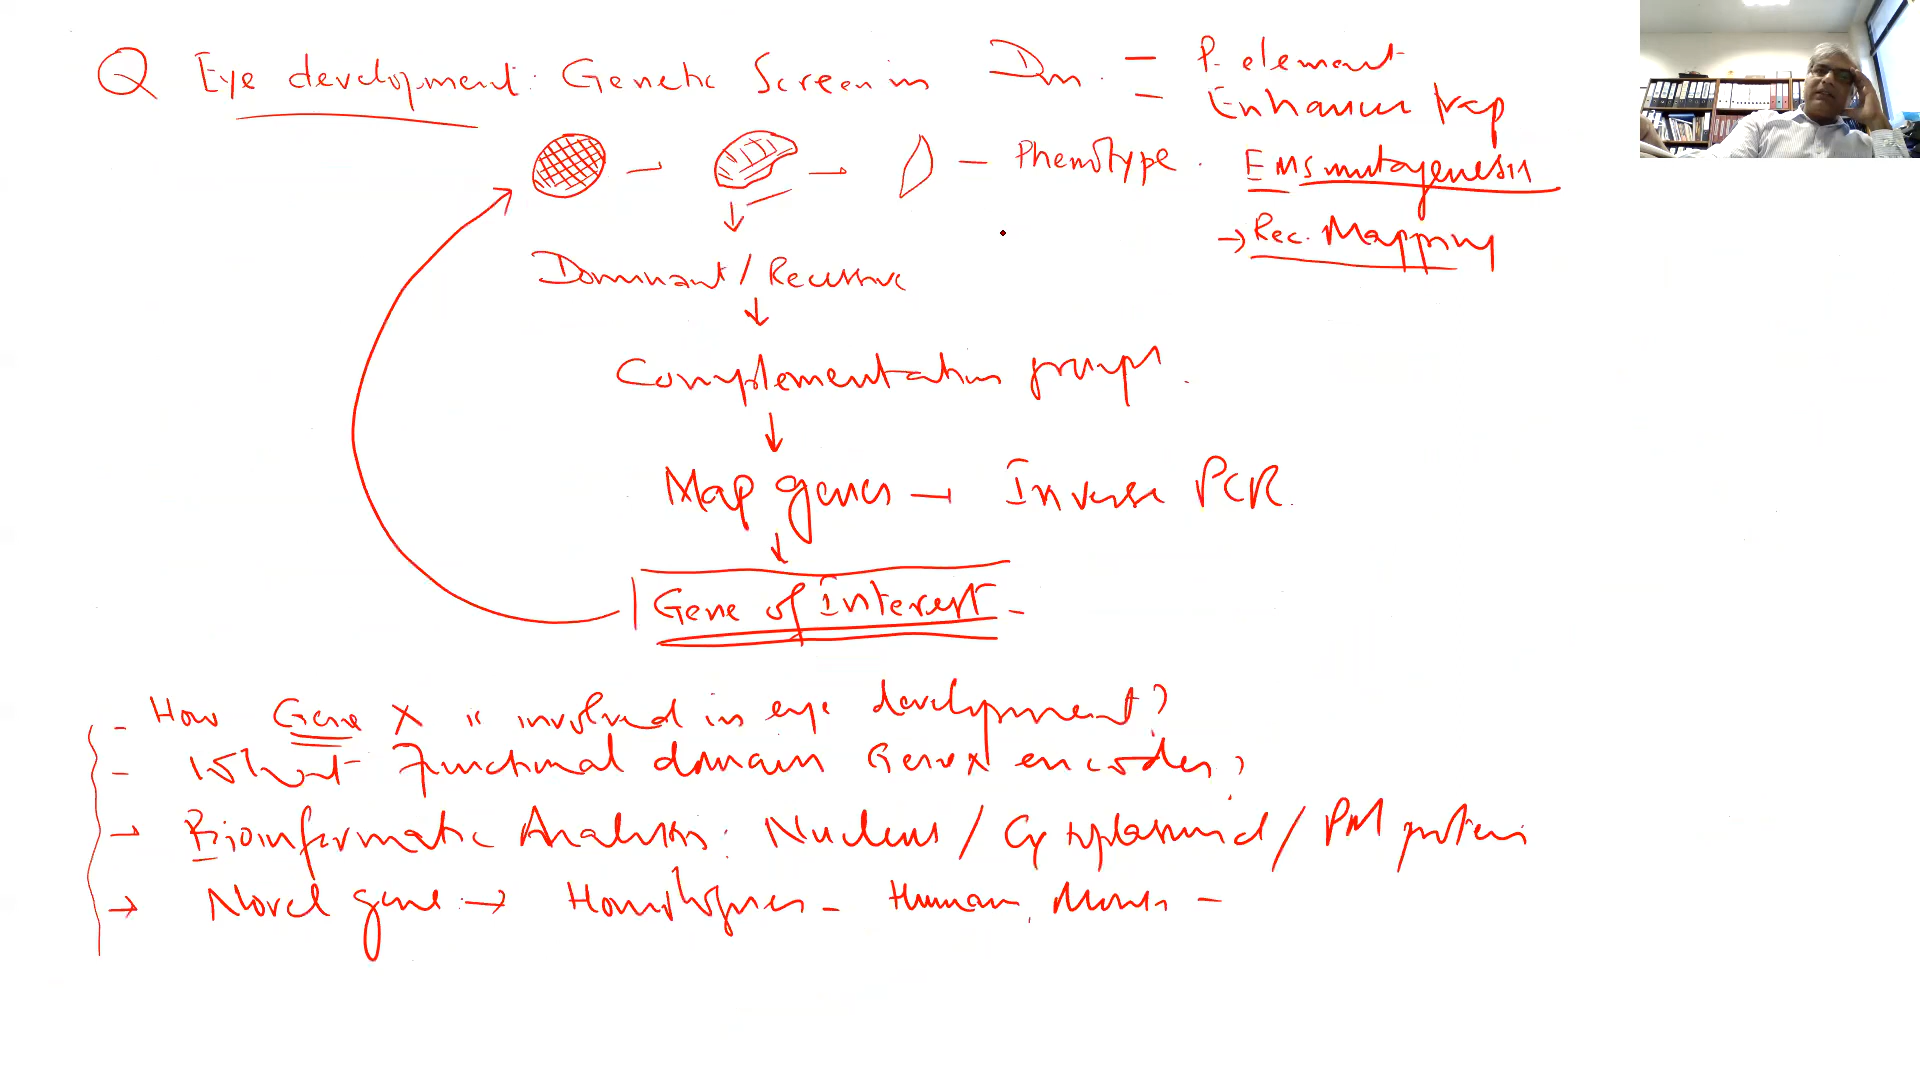 Q Eye development: Genetic Screen in Dm. - P-element
- Enhancer trap
- Phenotype. EMS mutagenesis
→ Rec. Mapping
Dominant / Recessive
Complementation groups.
Map genes → Inverse PCR.
Gene of Interest -
- How Gene X is involved in eye development?
- What Functional domain Gene X encodes?
→ Bioinformatic Analysis: Nucleus / Cytoplasmid / PM protein
→ Novel gene → Homologues - Human, Mouse -